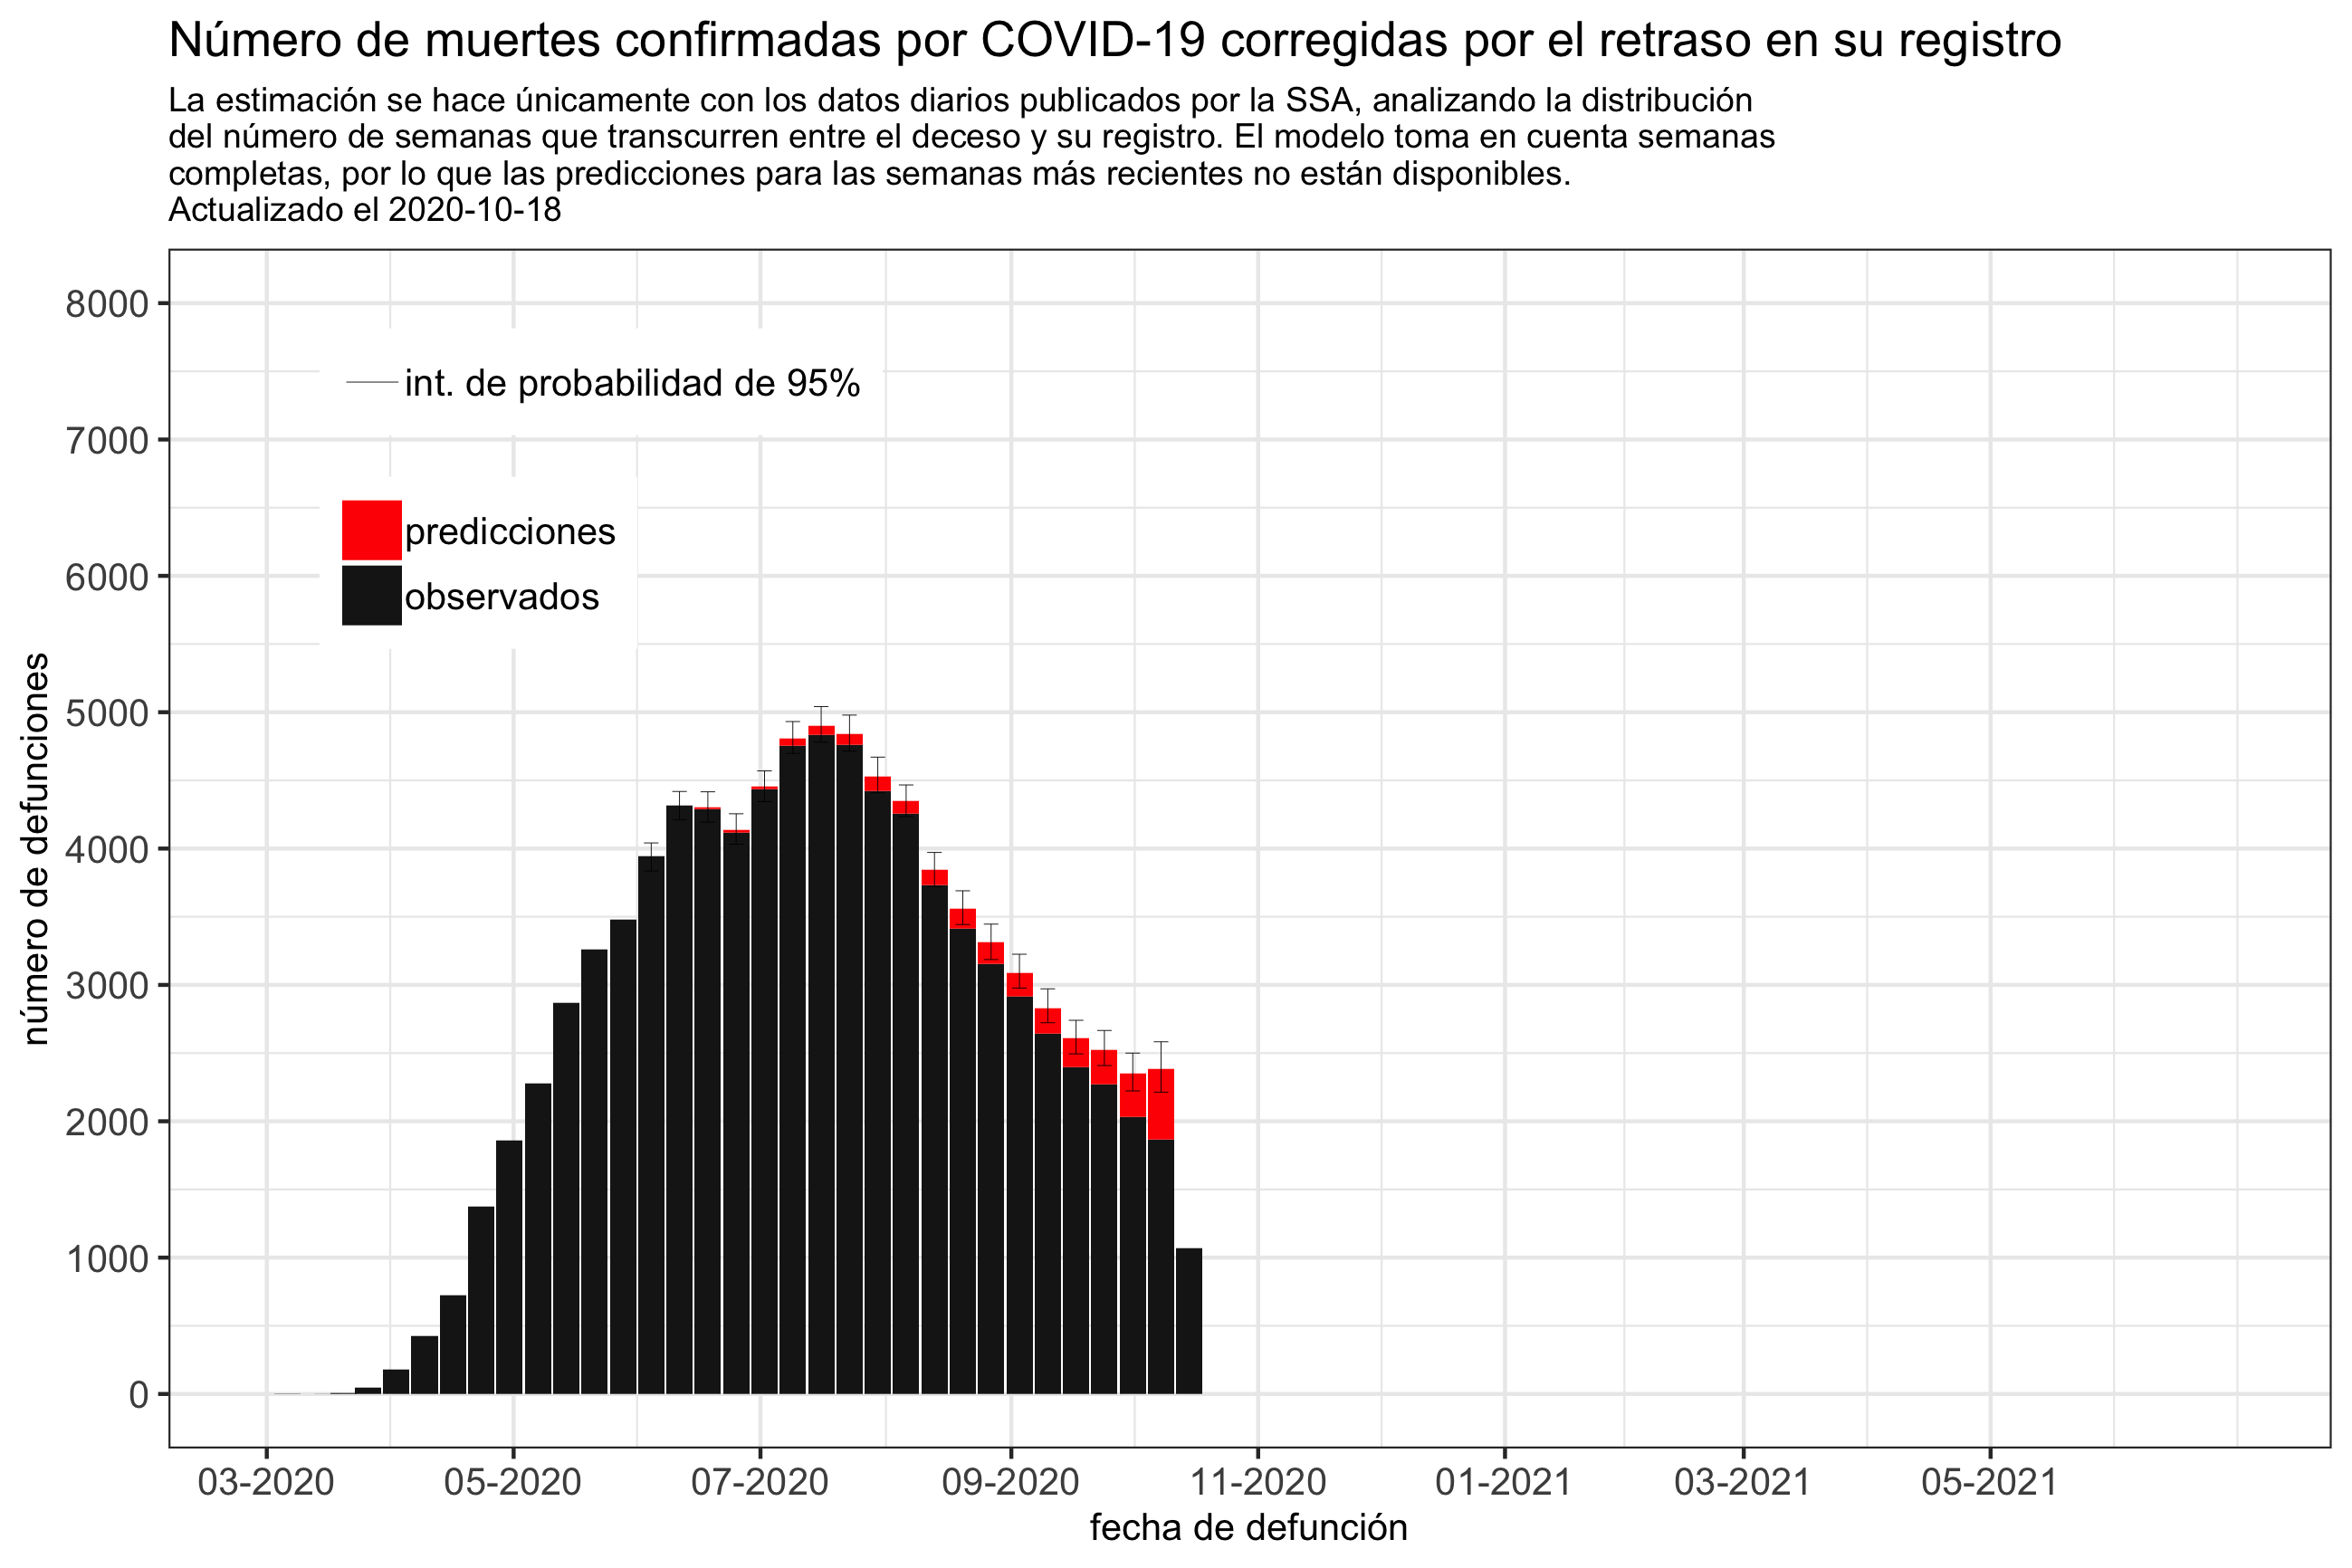 Número de muertes confirmadas por COVID-19 corregidas por el retraso en su registro
La estimación se hace únicamente con los datos diarios publicados por la SSA, analizando la distribución
del número de semanas que transcurren entre el deceso y su registro. El modelo toma en cuenta semanas
completas, por lo que las predicciones para las semanas más recientes no están disponibles.
Actualizado el 2020-10-18
número de defunciones
8000
7000
6000
5000
4000
3000
2000
1000
0
int. de probabilidad de 95%
predicciones
observados
03-2020 05-2020 07-2020 09-2020 11-2020 01-2021 03-2021 05-2021
fecha de defunción